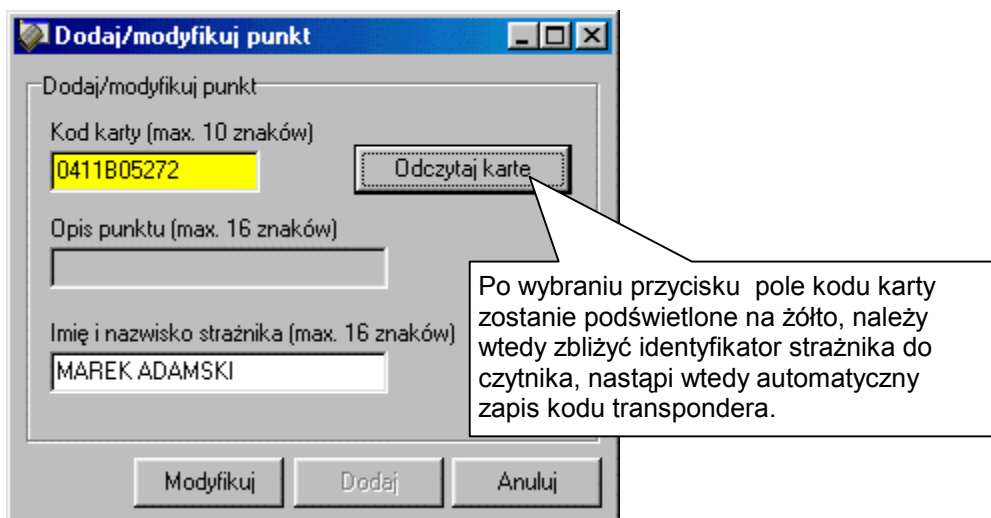 Dodaj/modyfikuj punkt
Dodaj/modyfikuj punkt
Kod karty (max. 10 znaków)
0411B05272
Odczytaj karte
Opis punktu (max. 16 znaków)
Imię i nazwisko strażnika (max. 16 znaków)
MAREK ADAMSKI
Po wybraniu przycisku pole kodu karty
zostanie podświetlone na żółto, należy
wtedy zbliżyć identyfikator strażnika do
czytnika, nastąpi wtedy automatyczny
zapis kodu transpondera.
Modyfikuj
Dodaj
Anuluj